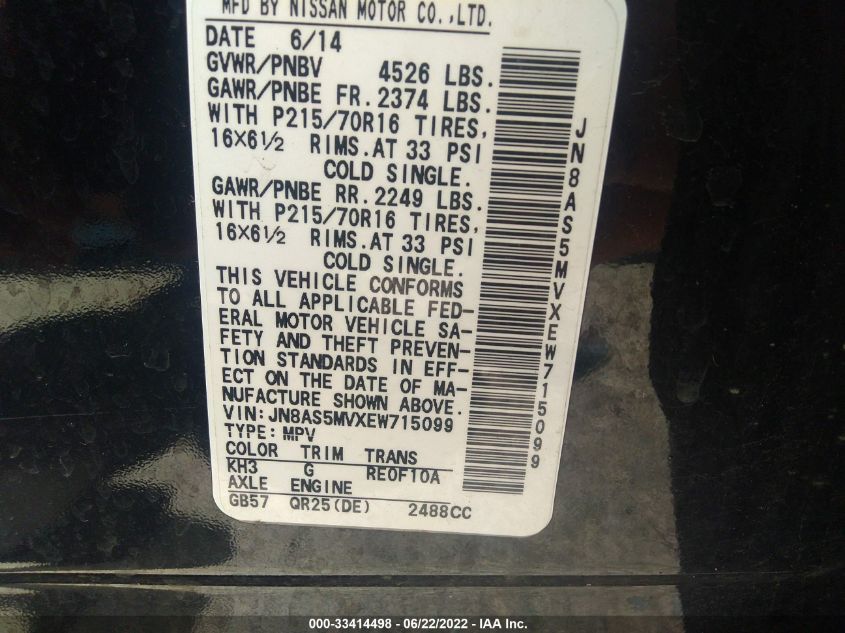 MFD BY NISSAN MOTOR CO.,LTD.
DATE 6/14
GVWR/PNBV 4526 LBS.
GAWR/PNBE FR. 2374 LBS.
WITH P215/70R16 TIRES,
16X6½ RIMS. AT 33 PSI
COLD SINGLE.
GAWR/PNBE RR. 2249 LBS.
WITH P215/70R16 TIRES,
16X6½ RIMS. AT 33 PSI
COLD SINGLE.
THIS VEHICLE CONFORMS
TO ALL APPLICABLE FED-
ERAL MOTOR VEHICLE SA-
FETY AND THEFT PREVEN-
TION STANDARDS IN EFF-
ECT ON THE DATE OF MA-
NUFACTURE SHOWN ABOVE.
VIN: JN8AS5MVXEW715099
TYPE: MPV
COLOR TRIM TRANS
KH3 G RE0F10A
AXLE ENGINE
GB57 QR25(DE) 2488CC
JN8AS5MVXEW715099
000-33414498 - 06/22/2022 - IAA Inc.